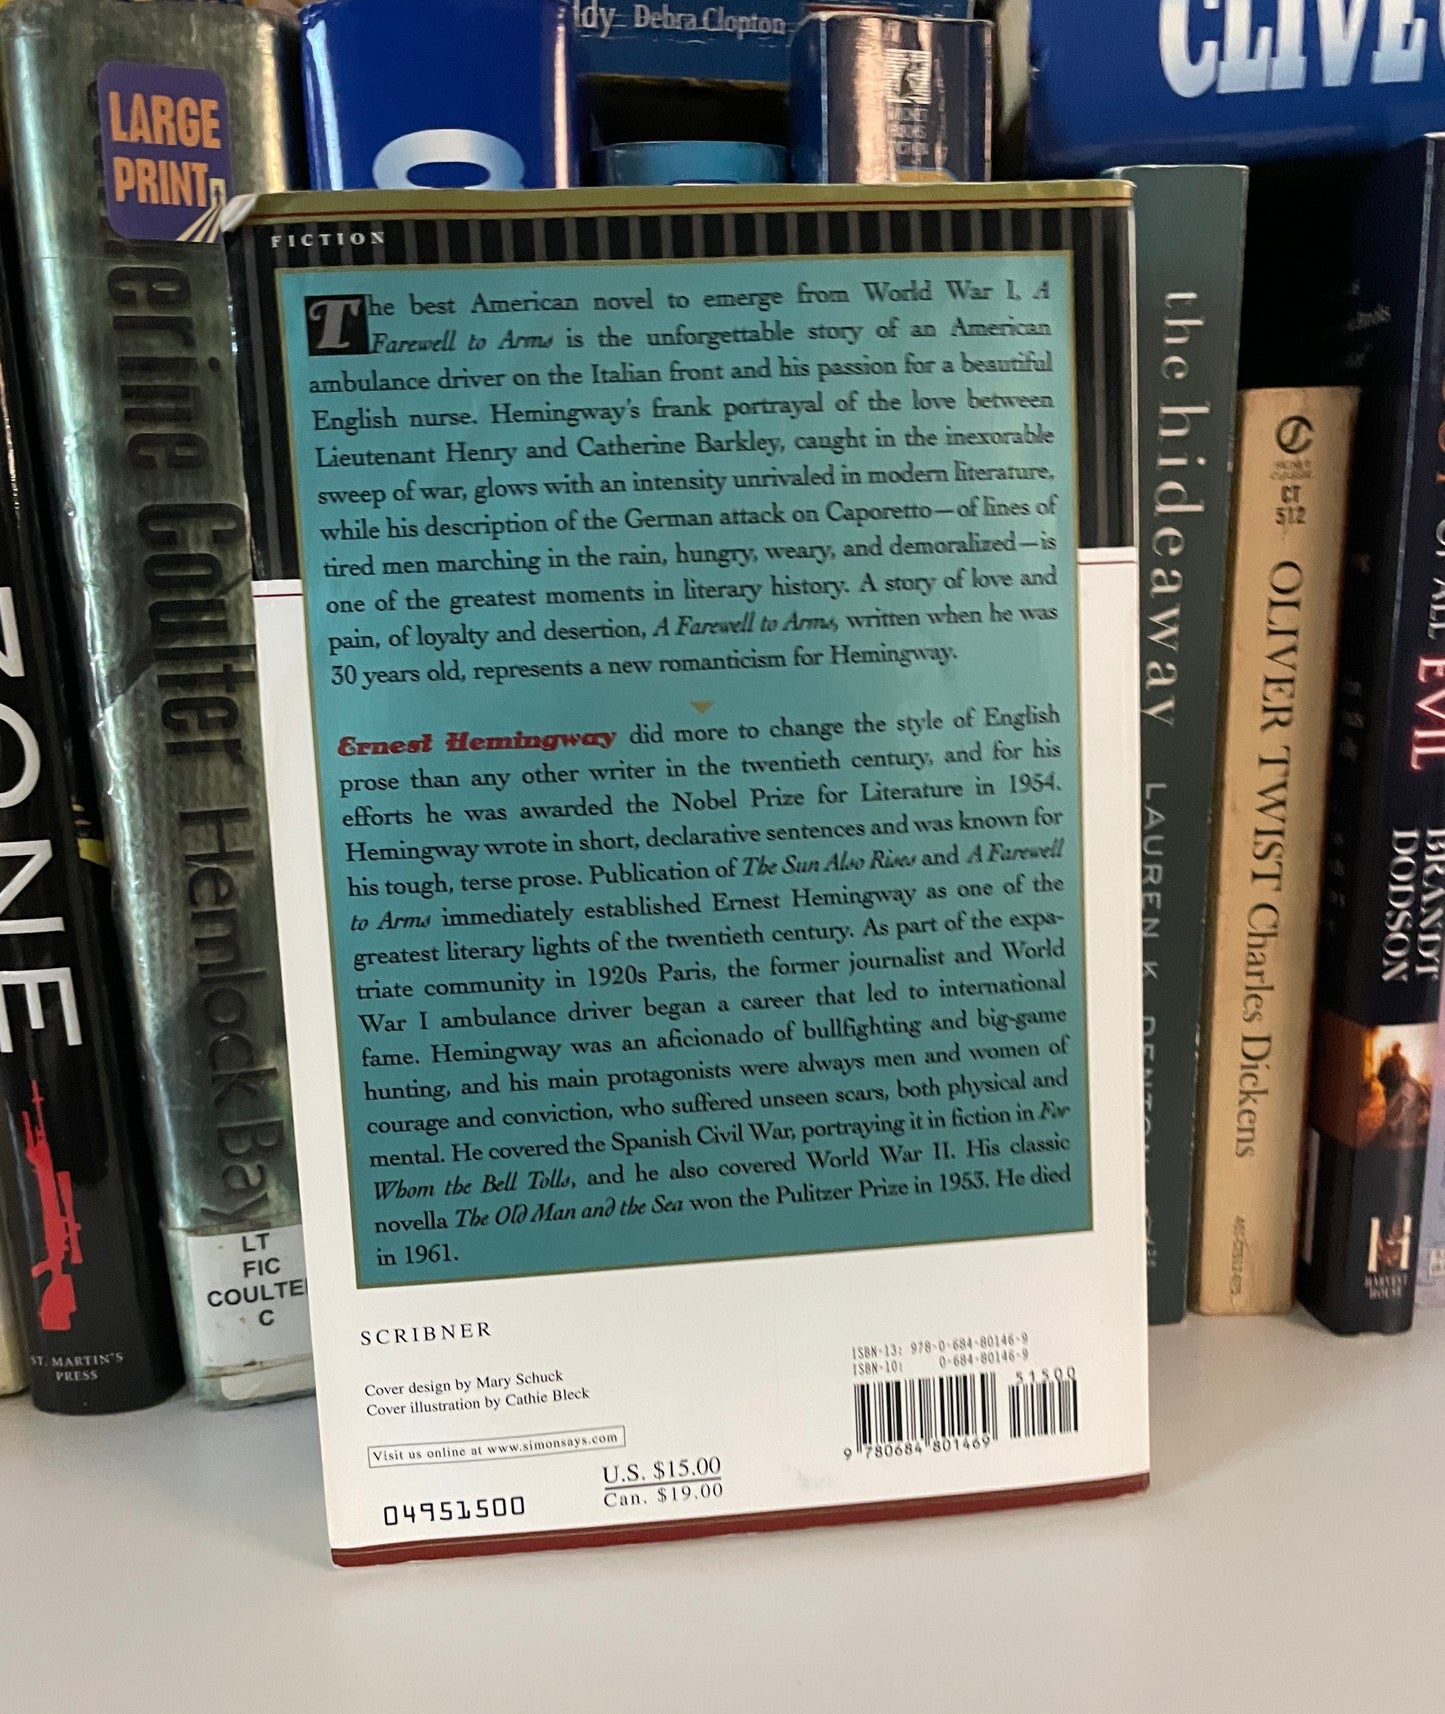 LARGE
PRINT
Coulter Hemlock Bay
LT
FIC
COULTE
C
ZONE
ST. MARTIN'S
PRESS
Debra Clopton
CLIVE
FICTION
The best American novel to emerge from World War I, A
Farewell to Arms is the unforgettable story of an American
ambulance driver on the Italian front and his passion for a beautiful
English nurse. Hemingway's frank portrayal of the love between
Lieutenant Henry and Catherine Barkley, caught in the inexorable
sweep of war, glows with an intensity unrivaled in modern literature,
while his description of the German attack on Caporetto—of lines of
tired men marching in the rain, hungry, weary, and demoralized—is
one of the greatest moments in literary history. A story of love and
pain, of loyalty and desertion, A Farewell to Arms, written when he was
30 years old, represents a new romanticism for Hemingway.
Ernest Hemingway did more to change the style of English
prose than any other writer in the twentieth century, and for his
efforts he was awarded the Nobel Prize for Literature in 1954.
Hemingway wrote in short, declarative sentences and was known for
his tough, terse prose. Publication of The Sun Also Rises and A Farewell
to Arms immediately established Ernest Hemingway as one of the
greatest literary lights of the twentieth century. As part of the expa-
triate community in 1920s Paris, the former journalist and World
War I ambulance driver began a career that led to international
fame. Hemingway was an aficionado of bullfighting and big-game
hunting, and his main protagonists were always men and women of
courage and conviction, who suffered unseen scars, both physical and
mental. He covered the Spanish Civil War, portraying it in fiction in For
Whom the Bell Tolls, and he also covered World War II. His classic
novella The Old Man and the Sea won the Pulitzer Prize in 1953. He died
in 1961.
SCRIBNER
Cover design by Mary Schuck
Cover illustration by Cathie Bleck
Visit us online at www.simonsays.com
U.S. $15.00
Can. $19.00
04951500
ISBN-13: 978-0-684-80146-9
ISBN-10: 0-684-80146-9
51500
9 780684 801469
the hideaway LAUREN K. DENTON
CT
512
OLIVER TWIST Charles Dickens
EVIL
BRANDT
DODSON
H
HARVEST
HOUSE